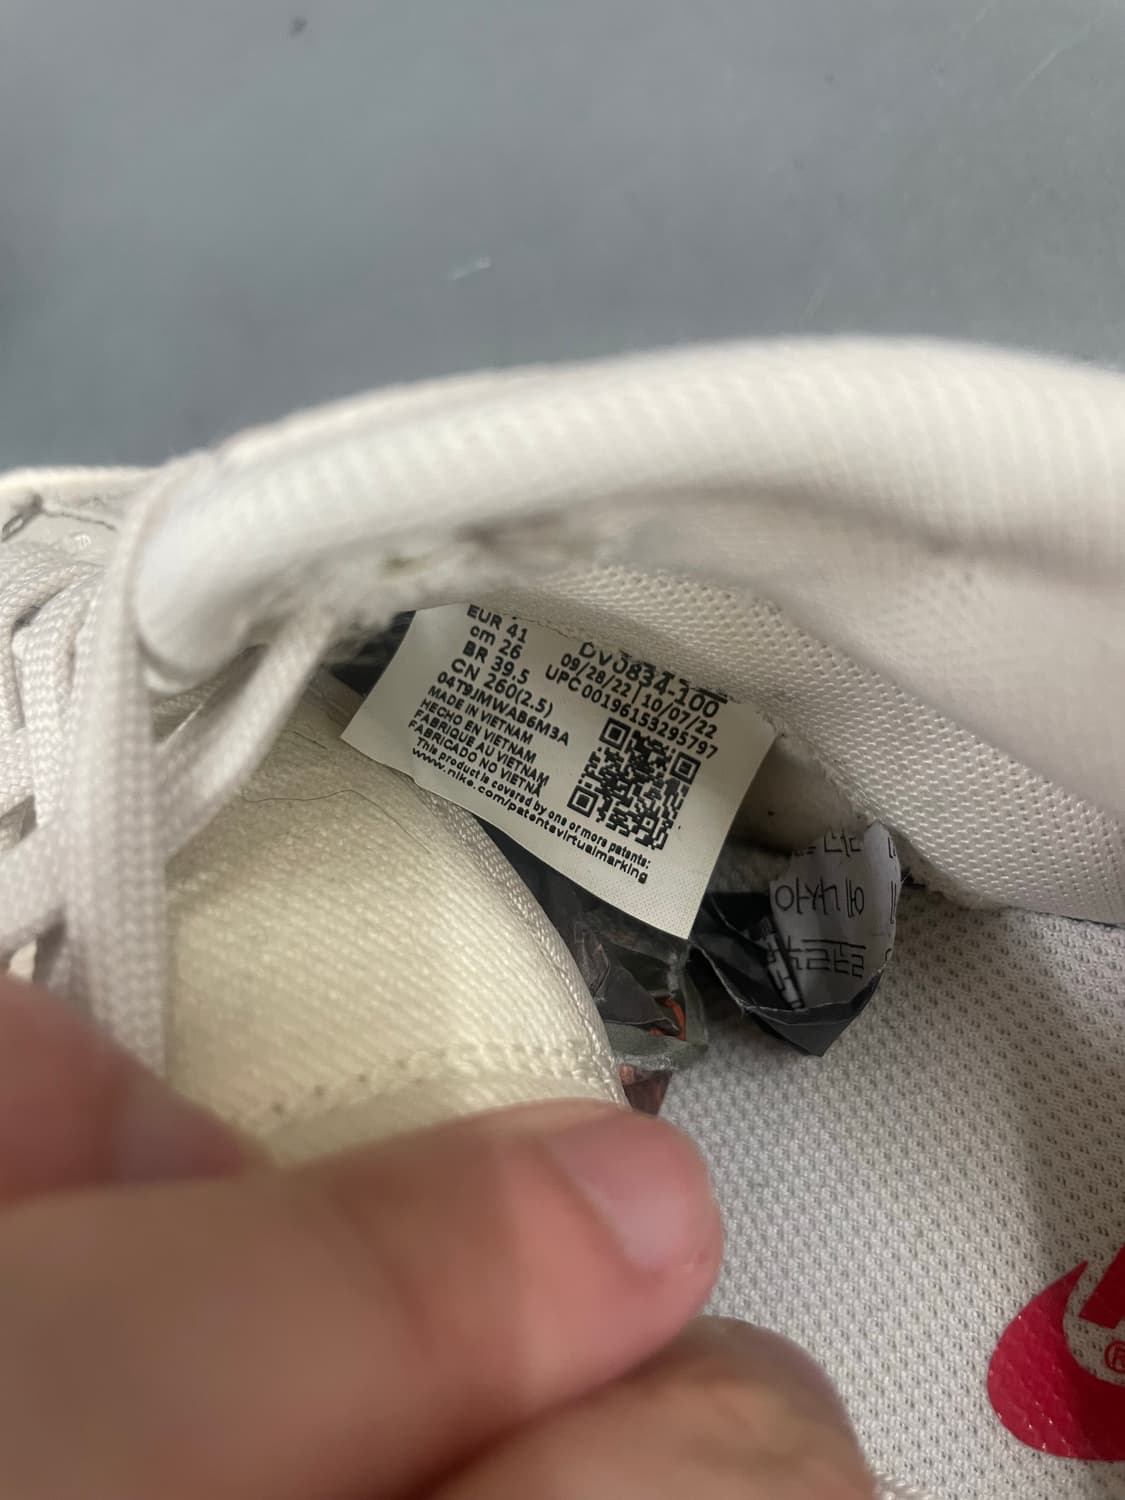 EUR 41
cm 26
BR 39.5
CN 260(2.5)
04T9JMWAB6M3A
MADE IN VIETNAM
HECHO EN VIETNAM
FABRIQUE AU VIETNAM
FABRICADO NO VIETNÃ
This product is covered by one or more patents:
www.nike.com/patentsvirtualmarking
DV0834-100
09/28/22 | 10/07/22
UPC 00196153295797
®